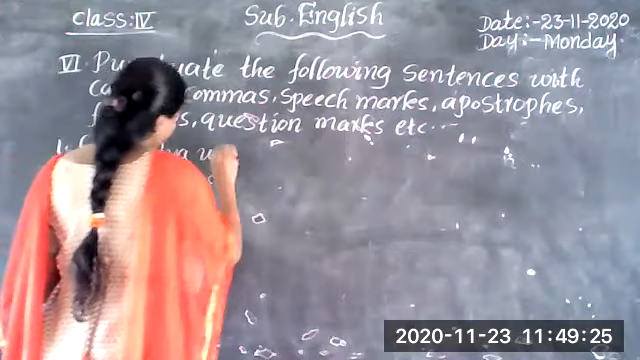 Class:IV
Sub. English
Date:-23-11-2020
Day:-Monday
VI. the following Sentences with
commas, Speech marks, apostrophes,
question marks etc...
1.
2020-11-23 11:49:25